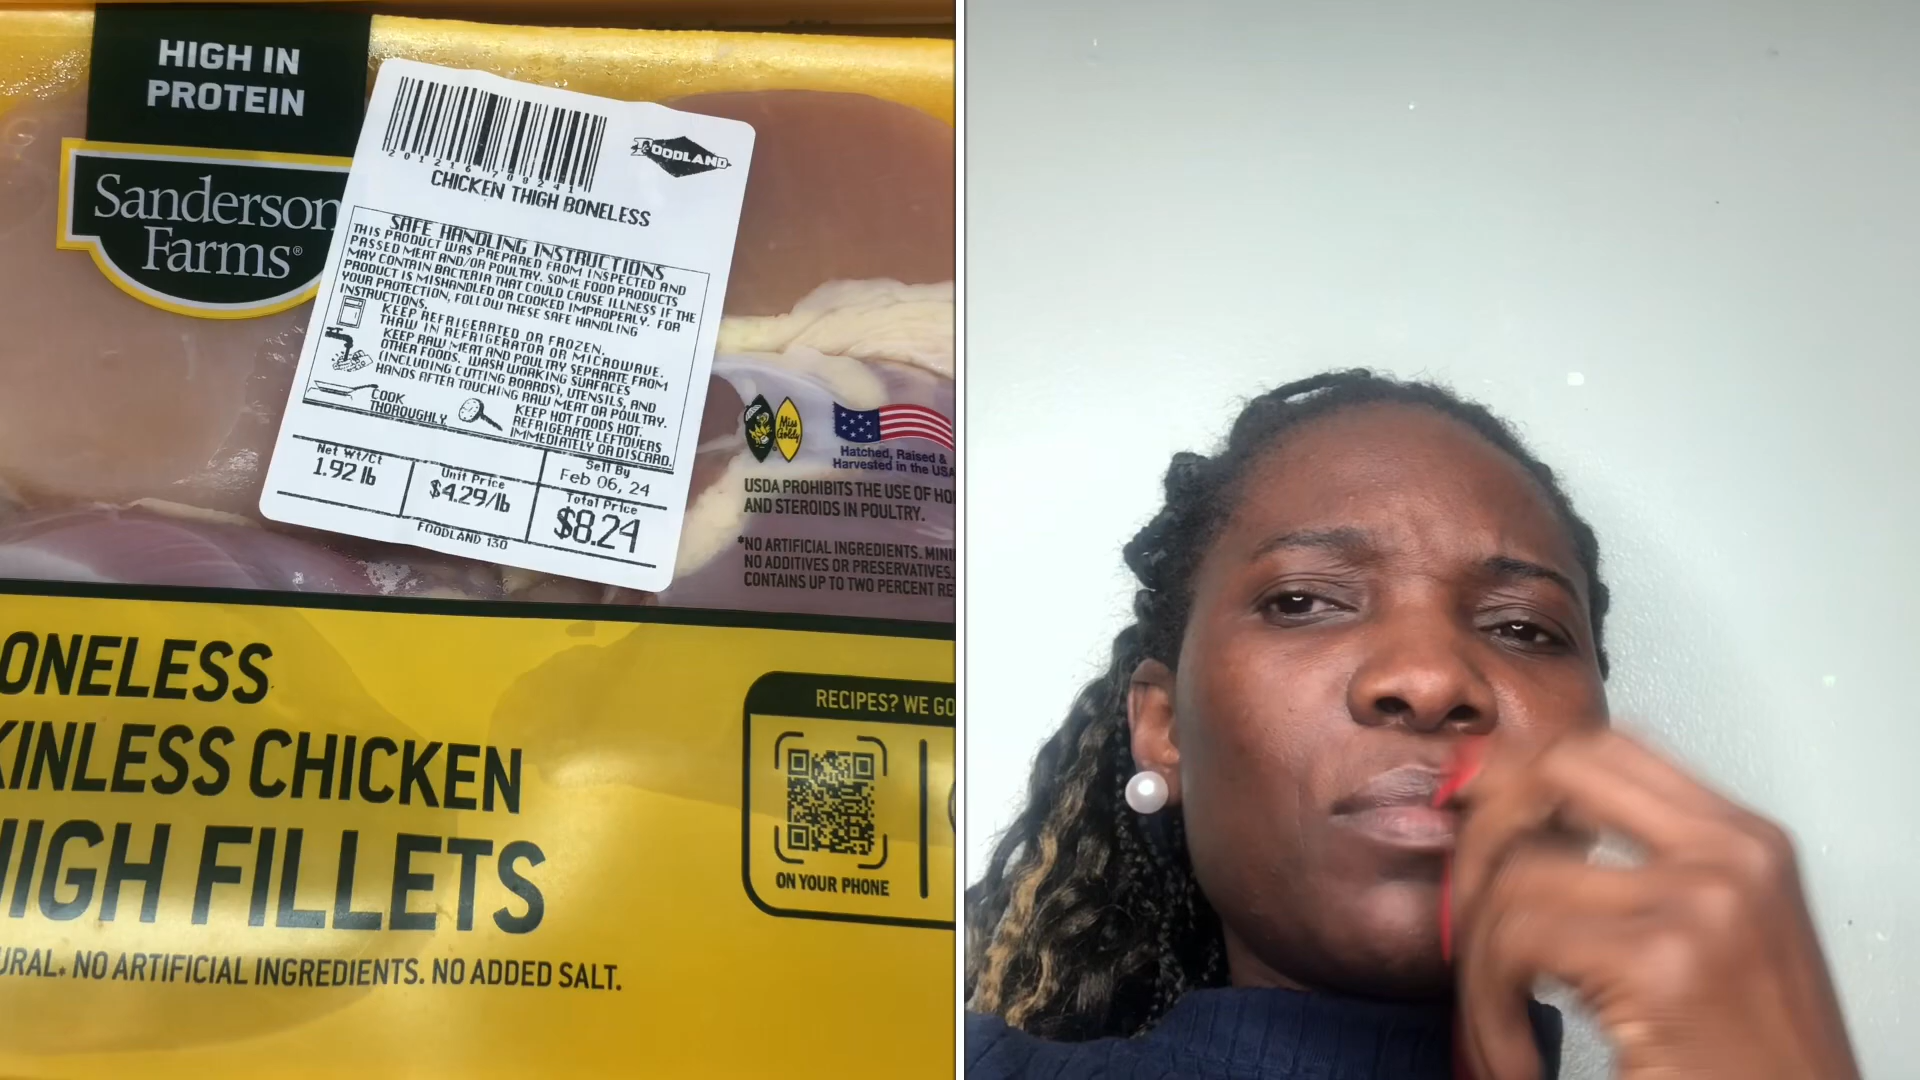 HIGH IN
PROTEIN
Sanderson
Farms®
201216 708241
FOODLAND
CHICKEN THIGH BONELESS
SAFE HANDLING INSTRUCTIONS
THIS PRODUCT WAS PREPARED FROM INSPECTED AND
PASSED MEAT AND/OR POULTRY. SOME FOOD PRODUCTS
MAY CONTAIN BACTERIA THAT COULD CAUSE ILLNESS IF THE
PRODUCT IS MISHANDLED OR COOKED IMPROPERLY. FOR
YOUR PROTECTION, FOLLOW THESE SAFE HANDLING
INSTRUCTIONS.
KEEP REFRIGERATED OR FROZEN.
THAW IN REFRIGERATOR OR MICROWAVE.
KEEP RAW MEAT AND POULTRY SEPARATE FROM
OTHER FOODS. WASH WORKING SURFACES
(INCLUDING CUTTING BOARDS), UTENSILS, AND
HANDS AFTER TOUCHING RAW MEAT OR POULTRY.
COOK
THOROUGHLY.
KEEP HOT FOODS HOT.
REFRIGERATE LEFTOVERS
IMMEDIATELY OR DISCARD.
Net Wt/Ct
1.92 lb
Unit Price
$4.29/lb
Sell By
Feb 06, 24
Total Price
$8.24
FOODLAND 130
Miss
Goldy
Hatched, Raised &
Harvested in the USA
USDA PROHIBITS THE USE OF HO
AND STEROIDS IN POULTRY.
*NO ARTIFICIAL INGREDIENTS. MINI
NO ADDITIVES OR PRESERVATIVES.
CONTAINS UP TO TWO PERCENT RE
ONELESS
KINLESS CHICKEN
HIGH FILLETS
URAL. NO ARTIFICIAL INGREDIENTS. NO ADDED SALT.
RECIPES? WE GO
ON YOUR PHONE